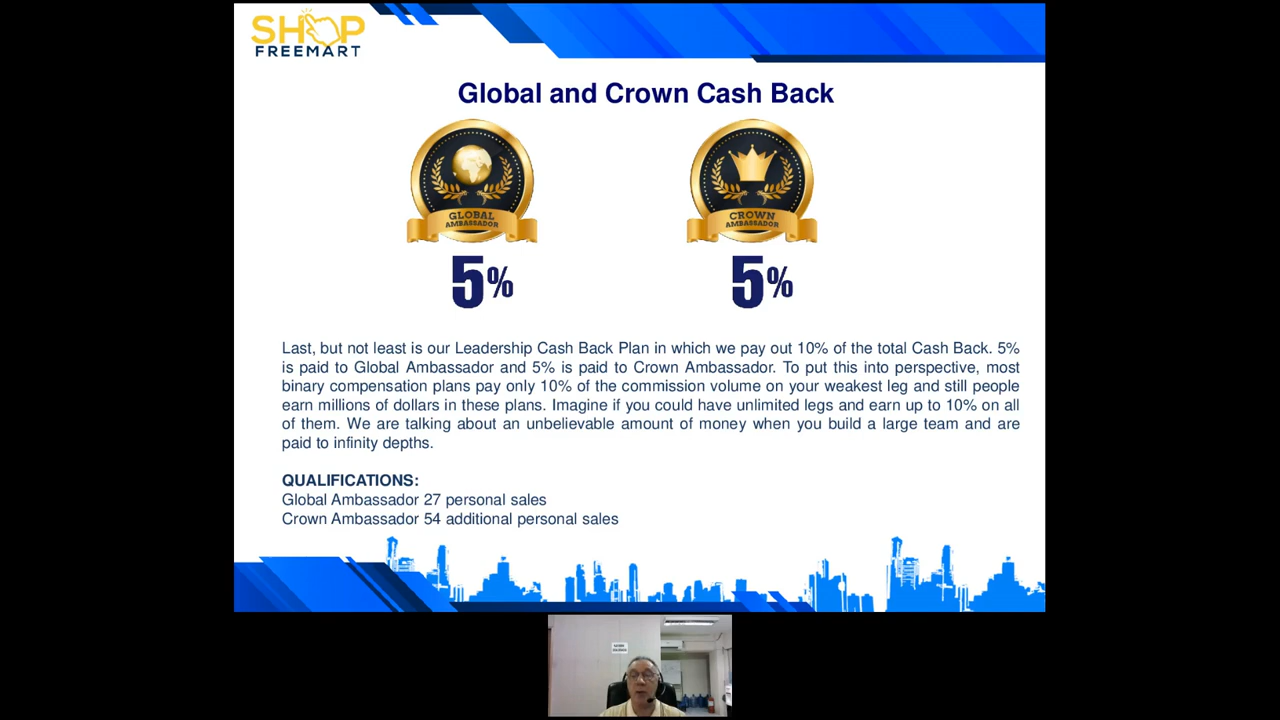 SHOP
FREEMART
Global and Crown Cash Back
GLOBAL
AMBASSADOR
CROWN
AMBASSADOR
5%
5%
Last, but not least is our Leadership Cash Back Plan in which we pay out 10% of the total Cash Back. 5%
is paid to Global Ambassador and 5% is paid to Crown Ambassador. To put this into perspective, most
binary compensation plans pay only 10% of the commission volume on your weakest leg and still people
earn millions of dollars in these plans. Imagine if you could have unlimited legs and earn up to 10% on all
of them. We are talking about an unbelievable amount of money when you build a large team and are
paid to infinity depths.
QUALIFICATIONS:
Global Ambassador 27 personal sales
Crown Ambassador 54 additional personal sales